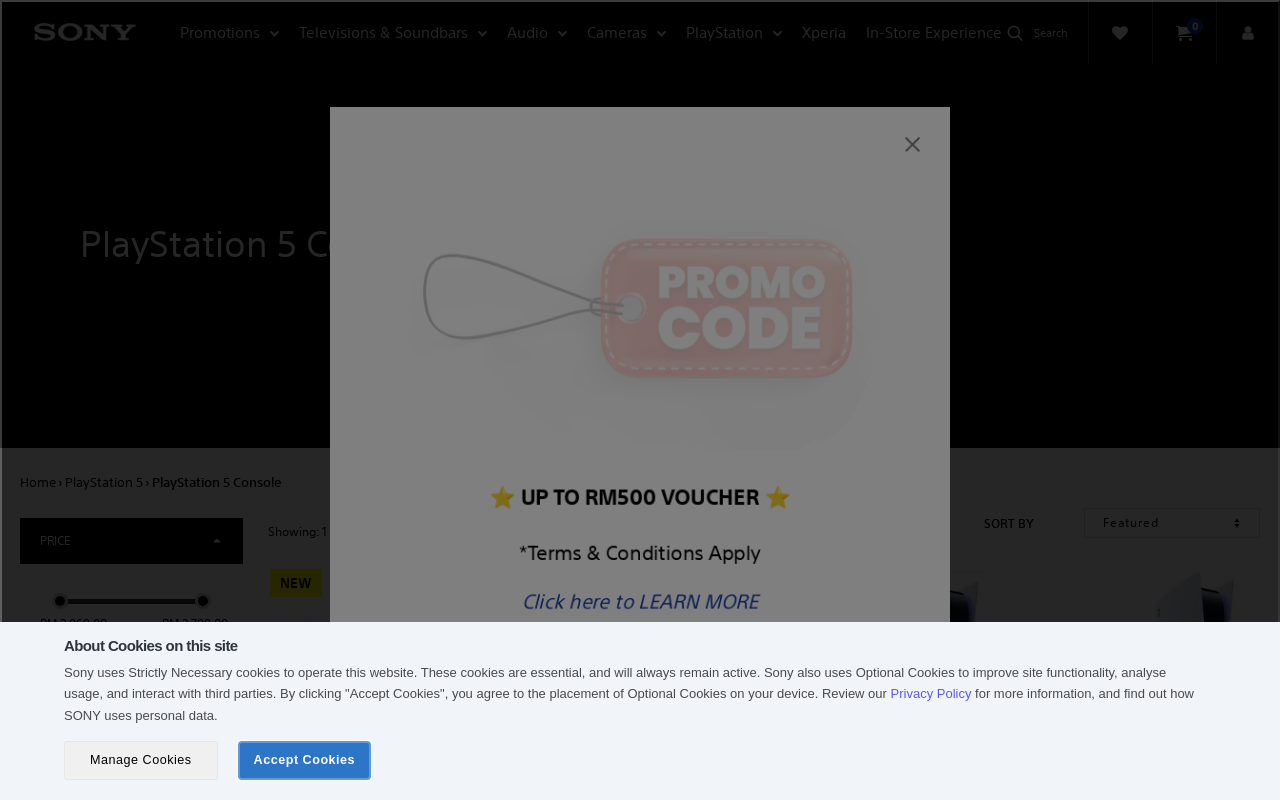 SONY
Promotions
Televisions & Soundbars
Audio
Cameras
PlayStation
Xperia
In-Store Experience
Search
0
PlayStation 5 C
PROMO
CODE
⭐ UP TO RM500 VOUCHER ⭐
*Terms & Conditions Apply
Click here to LEARN MORE
Home › PlayStation 5 › PlayStation 5 Console
PRICE
Showing: 1
SORT BY
Featured
NEW
About Cookies on this site
Sony uses Strictly Necessary cookies to operate this website. These cookies are essential, and will always remain active. Sony also uses Optional Cookies to improve site functionality, analyse
usage, and interact with third parties. By clicking "Accept Cookies", you agree to the placement of Optional Cookies on your device. Review our Privacy Policy for more information, and find out how
SONY uses personal data.
Manage Cookies
Accept Cookies